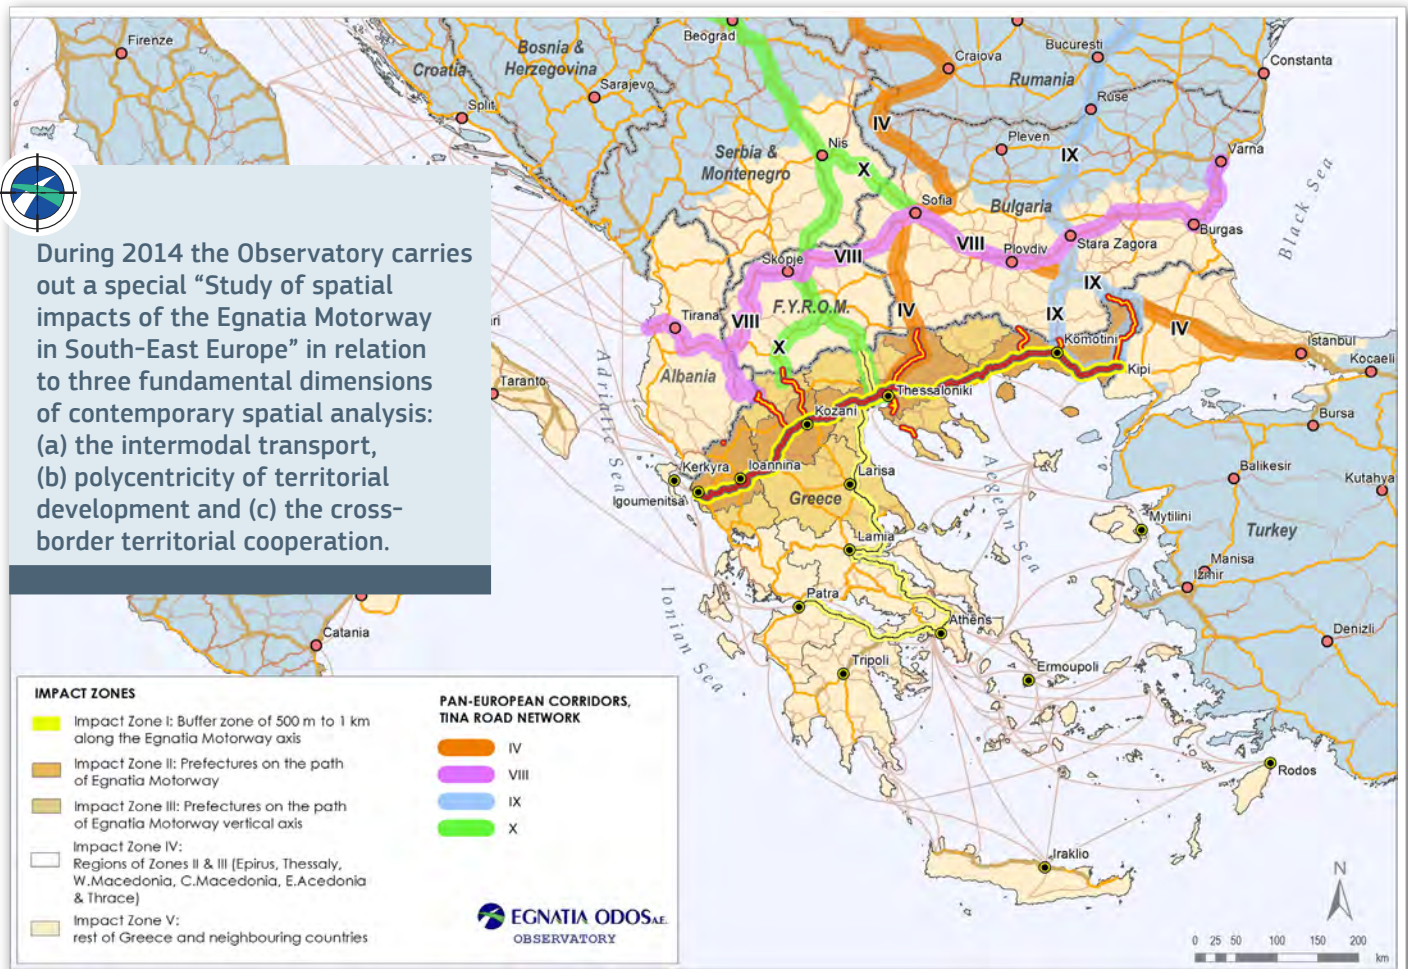 Firenze
Croatia
Bosnia &
Herzegovina
Sarajevo
Split
Beograd
Craiova
Bucuresti
Rumania
Constanta
IV
Ruse
Pleven
IX
Nis
Serbia &
Montenegro
X
Varna
Sofia
Bulgaria
Burgas
Black Sea
During 2014 the Observatory carries
out a special “Study of spatial
impacts of the Egnatia Motorway
in South-East Europe” in relation
to three fundamental dimensions
of contemporary spatial analysis:
(a) the intermodal transport,
(b) polycentricity of territorial
development and (c) the cross-
border territorial cooperation.
VIII
Plovdiv
Stara Zagora
Skopje
VIII
IX
F.Y.R.O.M.
IV
IX
IV
Tirana
VIII
ri
X
Komotini
Istanbul
Kocaeli
Adriatic Sea
Albania
Kipi
Taranto
Thessaloniki
Kozani
Bursa
Kerkyra
Ioannina
Larisa
Aegean Sea
Balikesir
Kutahya
Igoumenitsa
Greece
Mytilini
Turkey
Lamia
Manisa
Izmir
Ionian Sea
Patra
Athens
Catania
Denizli
Tripoli
Ermoupoli
Rodos
Iraklio
IMPACT ZONES
Impact Zone I: Buffer zone of 500 m to 1 km
along the Egnatia Motorway axis
Impact Zone II: Prefectures on the path
of Egnatia Motorway
Impact Zone III: Prefectures on the path
of Egnatia Motorway vertical axis
Impact Zone IV:
Regions of Zones II & III (Epirus, Thessaly,
W.Macedonia, C.Macedonia, E.Acedonia
& Thrace)
Impact Zone V:
rest of Greece and neighbouring countries
PAN-EUROPEAN CORRIDORS,
TINA ROAD NETWORK
IV
VIII
IX
X
EGNATIA ODOS A.E.
OBSERVATORY
N
0 25 50 100 150 200
km